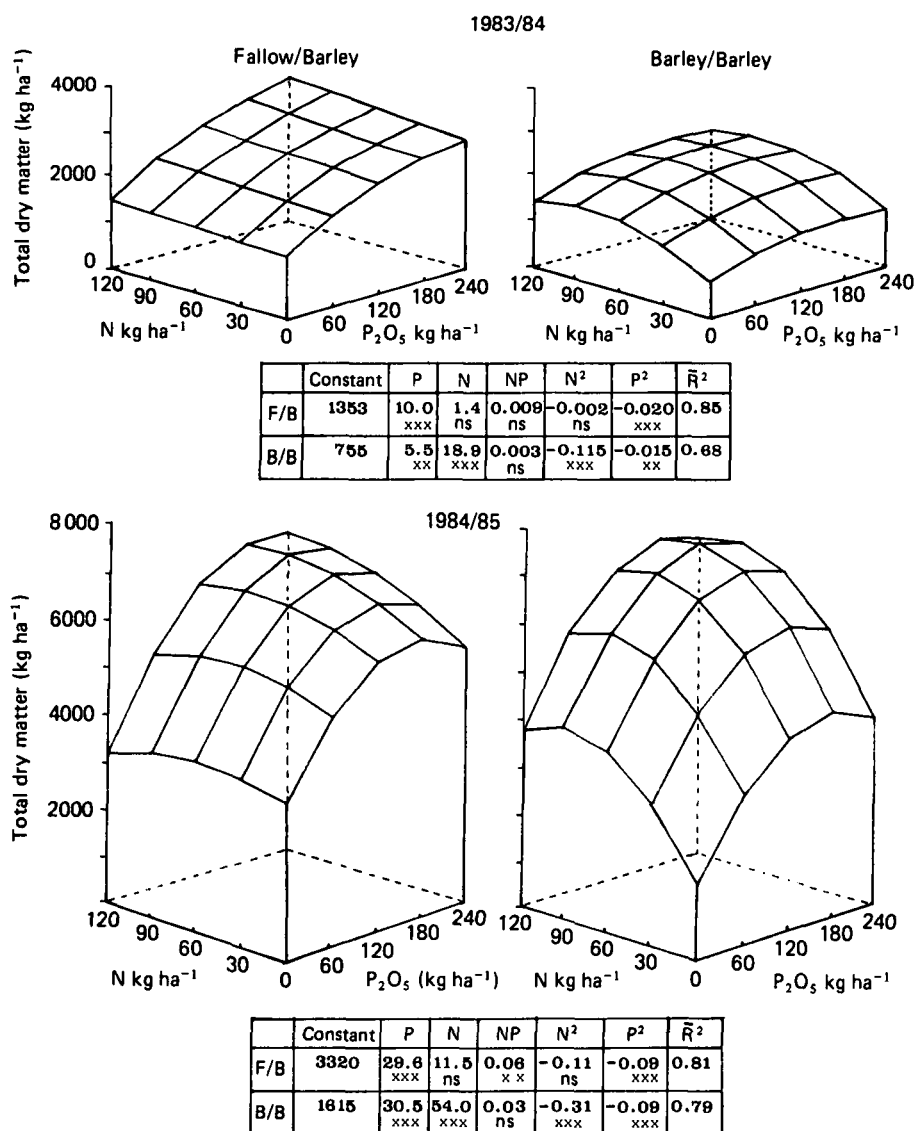 1983/84
Fallow/Barley
Barley/Barley
Total dry matter (kg ha⁻¹)
4000
2000
0
120
90
60
30
0
60
120
180
240
N kg ha⁻¹
P₂O₅ kg ha⁻¹
120
90
60
30
0
60
120
180
240
N kg ha⁻¹
P₂O₅ kg ha⁻¹
Constant P N NP N² P² R̃²
F/B 1353 10.0 1.4 0.009 -0.002 -0.020 0.85
xxx ns ns ns xxx
B/B 755 5.5 18.9 0.003 -0.115 -0.015 0.68
xx xxx ns xxx xx
1984/85
Total dry matter (kg ha⁻¹)
8000
6000
4000
2000
120
90
60
30
0
60
120
180
240
N kg ha⁻¹
P₂O₅ (kg ha⁻¹)
120
90
60
30
0
60
120
180
240
N kg ha⁻¹
P₂O₅ kg ha⁻¹
Constant P N NP N² P² R̃²
F/B 3320 29.6 11.5 0.06 -0.11 -0.09 0.81
xxx ns x x ns xxx
B/B 1615 30.5 54.0 0.03 -0.31 -0.09 0.79
xxx xxx ns xxx xxx